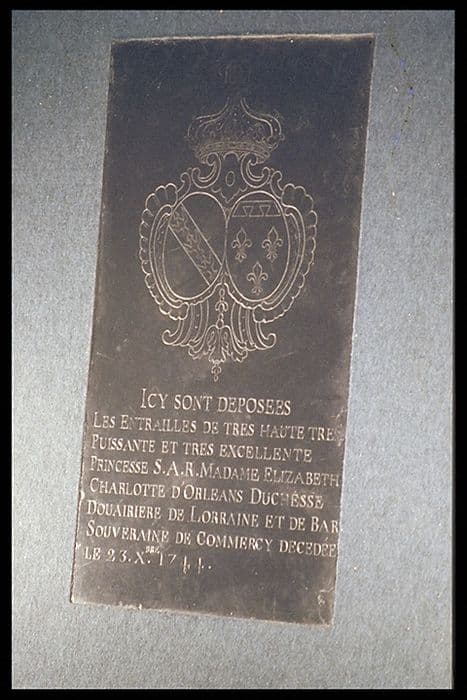 ICY SONT DEPOSEES
LES ENTRAILLES DE TRES HAUTE TRES
PUISSANTE ET TRES EXCELLENTE
PRINCESSE S.A.R. MADAME ELIZABETH
CHARLOTTE D'ORLEANS DUCHESSE
DOUAIRIERE DE LORRAINE ET DE BAR
SOUVERAINE DE COMMERCY DECEDÉE
LE 23. X.BRE 1744.